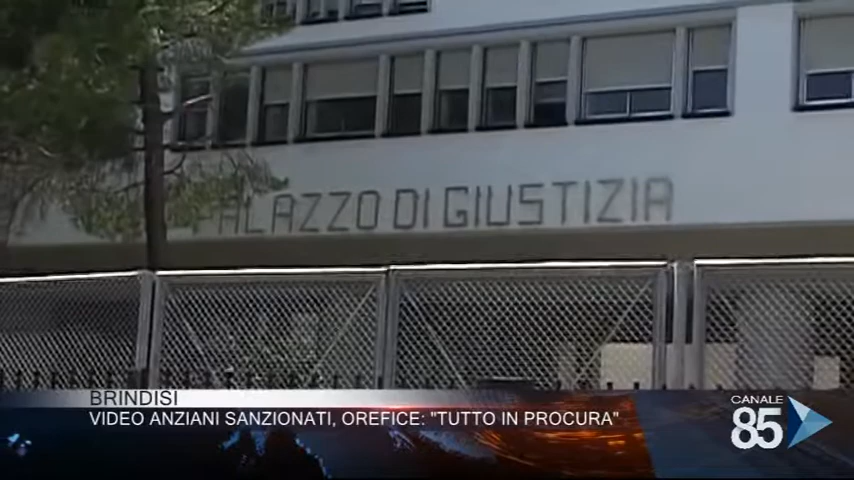 PALAZZO DI GIUSTIZIA
BRINDISI
VIDEO ANZIANI SANZIONATI, OREFICE: "TUTTO IN PROCURA"
CANALE
85